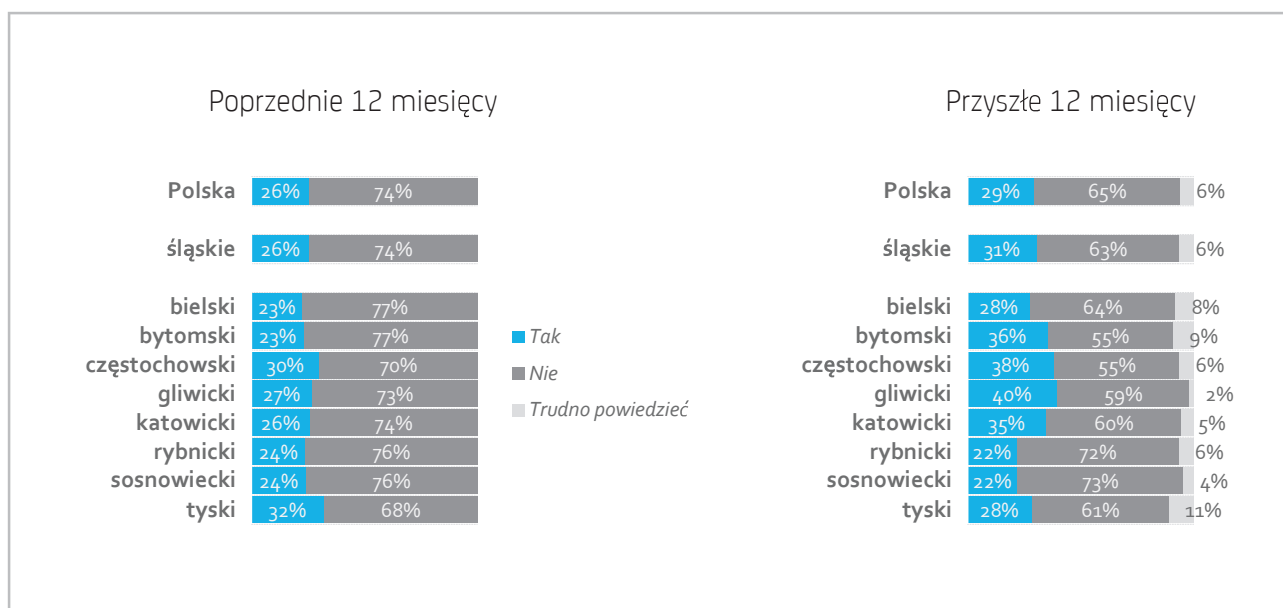 Poprzednie 12 miesięcy
Polska 26% 74%
śląskie 26% 74%
bielski 23% 77%
bytomski 23% 77%
częstochowski 30% 70%
gliwicki 27% 73%
katowicki 26% 74%
rybnicki 24% 76%
sosnowiecki 24% 76%
tyski 32% 68%
Tak
Nie
Trudno powiedzieć
Przyszłe 12 miesięcy
Polska 29% 65% 6%
śląskie 31% 63% 6%
bielski 28% 64% 8%
bytomski 36% 55% 9%
częstochowski 38% 55% 6%
gliwicki 40% 59% 2%
katowicki 35% 60% 5%
rybnicki 22% 72% 6%
sosnowiecki 22% 73% 4%
tyski 28% 61% 11%